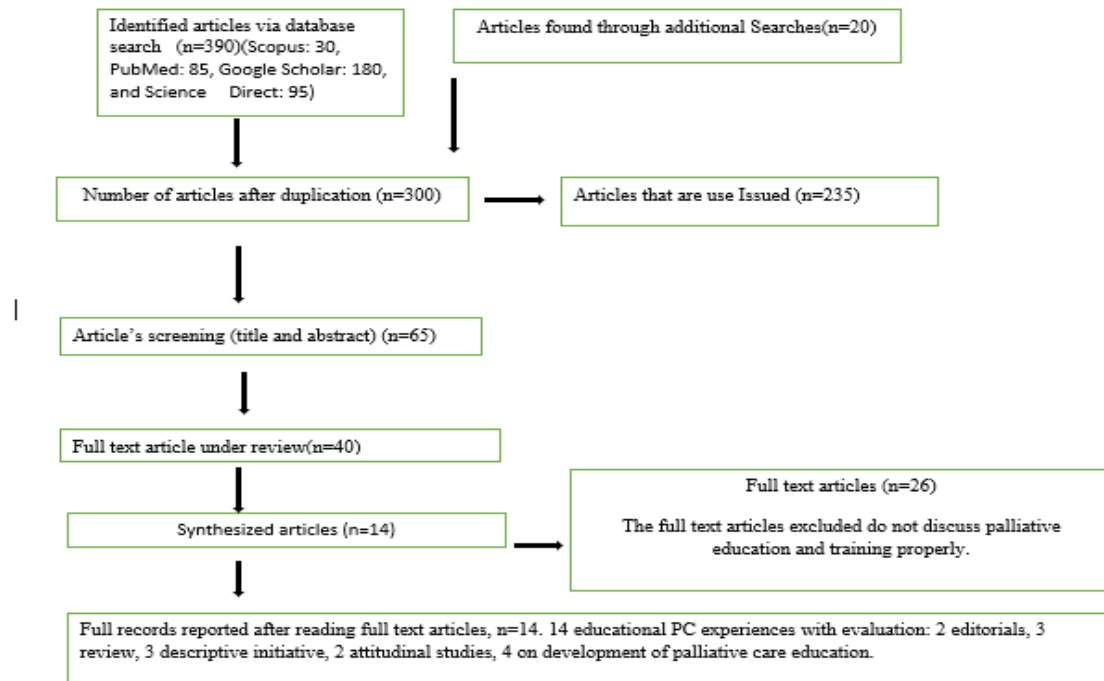 Identified articles via database
search (n=390)(Scopus: 30,
PubMed: 85, Google Scholar: 180,
and Science Direct: 95)
Articles found through additional Searches(n=20)
Number of articles after duplication (n=300)
Articles that are use Issued (n=235)
Article’s screening (title and abstract) (n=65)
Full text article under review(n=40)
Full text articles (n=26)
The full text articles excluded do not discuss palliative
education and training properly.
Synthesized articles (n=14)
Full records reported after reading full text articles, n=14. 14 educational PC experiences with evaluation: 2 editorials, 3
review, 3 descriptive initiative, 2 attitudinal studies, 4 on development of palliative care education.